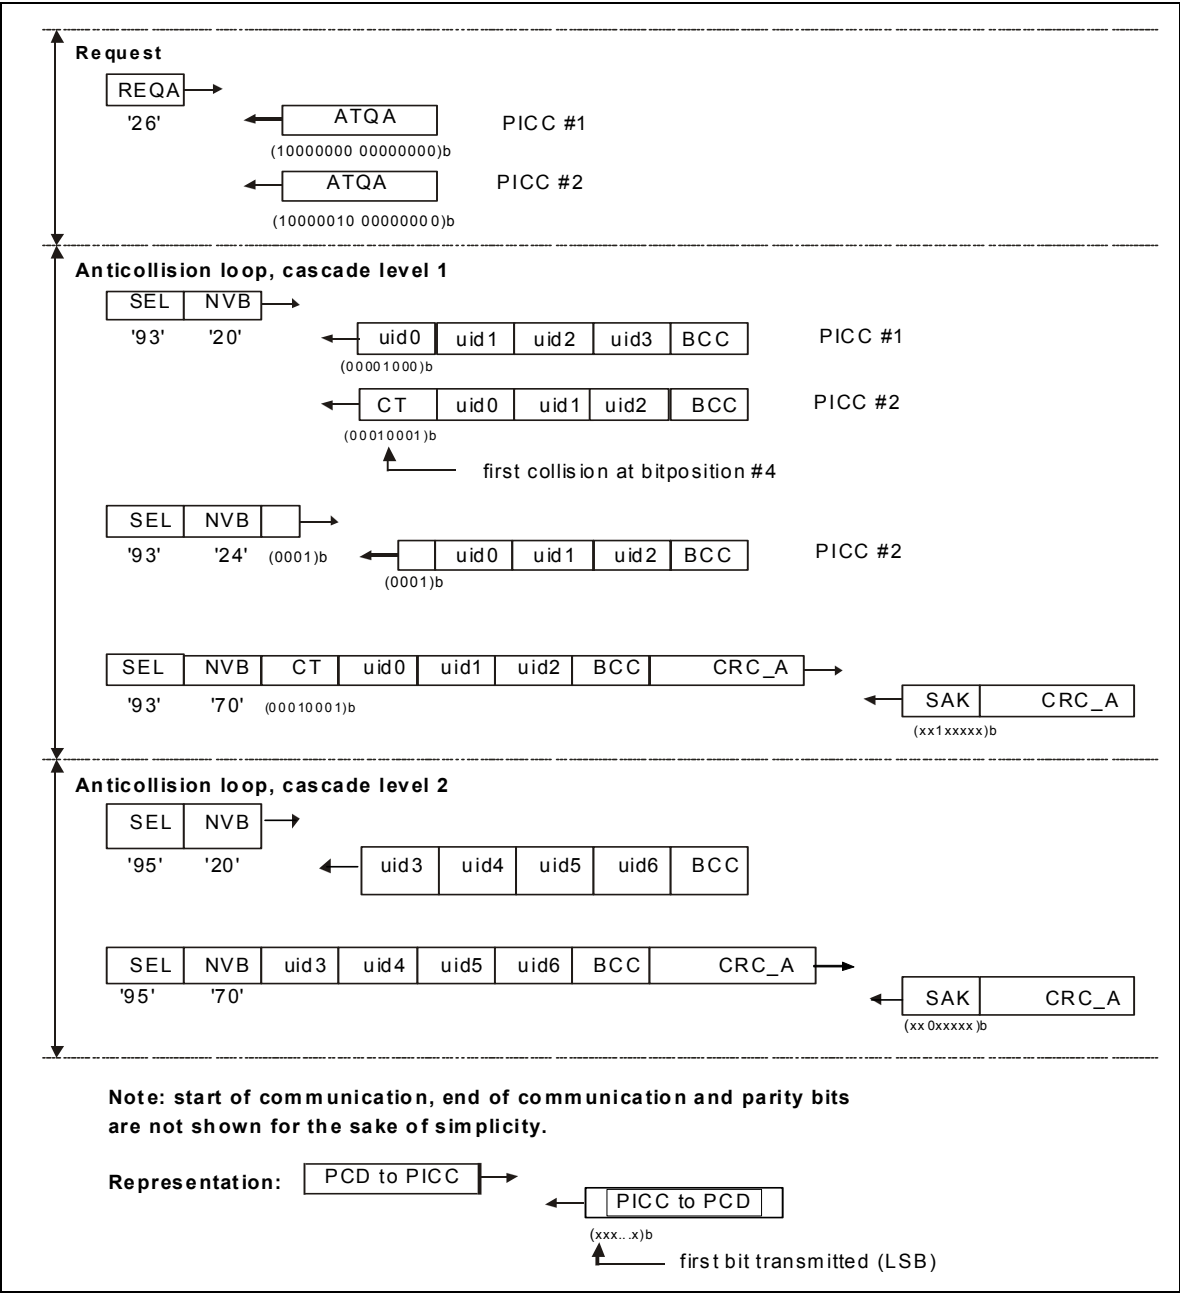 Request
REQA
'26'
ATQA
PICC #1
(10000000 00000000)b
ATQA
PICC #2
(10000010 00000000)b
Anticollision loop, cascade level 1
SEL NVB
'93' '20'
uid0 uid1 uid2 uid3 BCC
PICC #1
(00001000)b
CT uid0 uid1 uid2 BCC
PICC #2
(00010001)b
first collision at bitposition #4
SEL NVB
'93' '24' (0001)b
uid0 uid1 uid2 BCC
PICC #2
(0001)b
SEL NVB CT uid0 uid1 uid2 BCC CRC_A
'93' '70' (00010001)b
SAK CRC_A
(xx1xxxxx)b
Anticollision loop, cascade level 2
SEL NVB
'95' '20'
uid3 uid4 uid5 uid6 BCC
SEL NVB uid3 uid4 uid5 uid6 BCC CRC_A
'95' '70'
SAK CRC_A
(xx0xxxxx)b
Note: start of communication, end of communication and parity bits
are not shown for the sake of simplicity.
Representation:
PCD to PICC
PICC to PCD
(xxx...x)b
first bit transmitted (LSB)